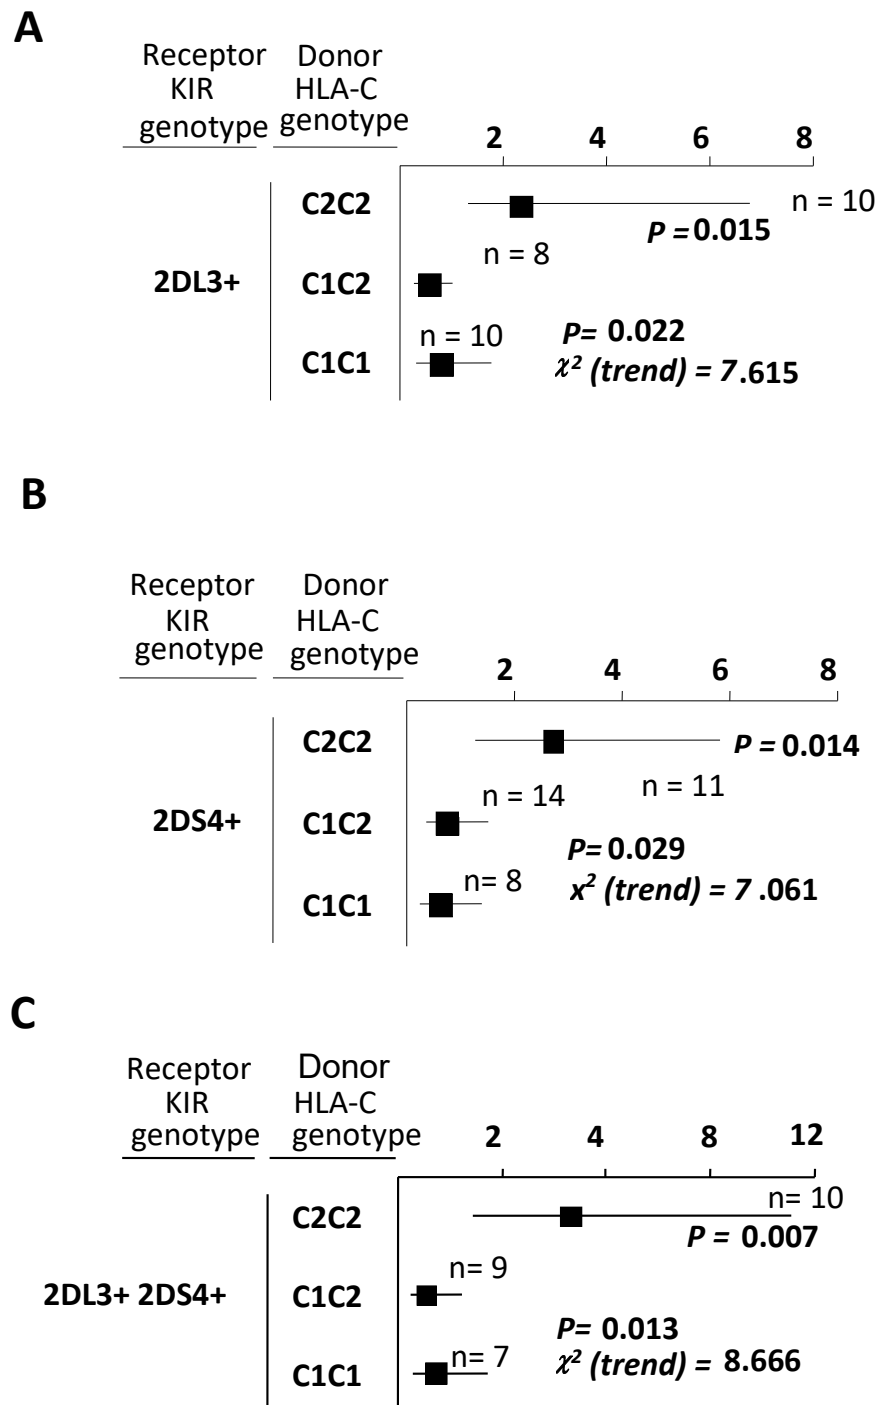 A
Receptor Donor
KIR HLA-C
genotype genotype
2 4 6 8
C2C2 n = 10
P = 0.015
n = 8
2DL3+ C1C2
n = 10 P= 0.022
C1C1 χ² (trend) = 7.615
B
Receptor Donor
KIR HLA-C
genotype genotype
2 4 6 8
C2C2 P = 0.014
n = 14 n = 11
2DS4+ C1C2
P= 0.029
n= 8
C1C1 x² (trend) = 7 .061
C
Receptor Donor
KIR HLA-C
genotype genotype
2 4 8 12
n= 10
C2C2
P = 0.007
n= 9
2DL3+ 2DS4+ C1C2
P= 0.013
n= 7
C1C1 χ² (trend) = 8.666